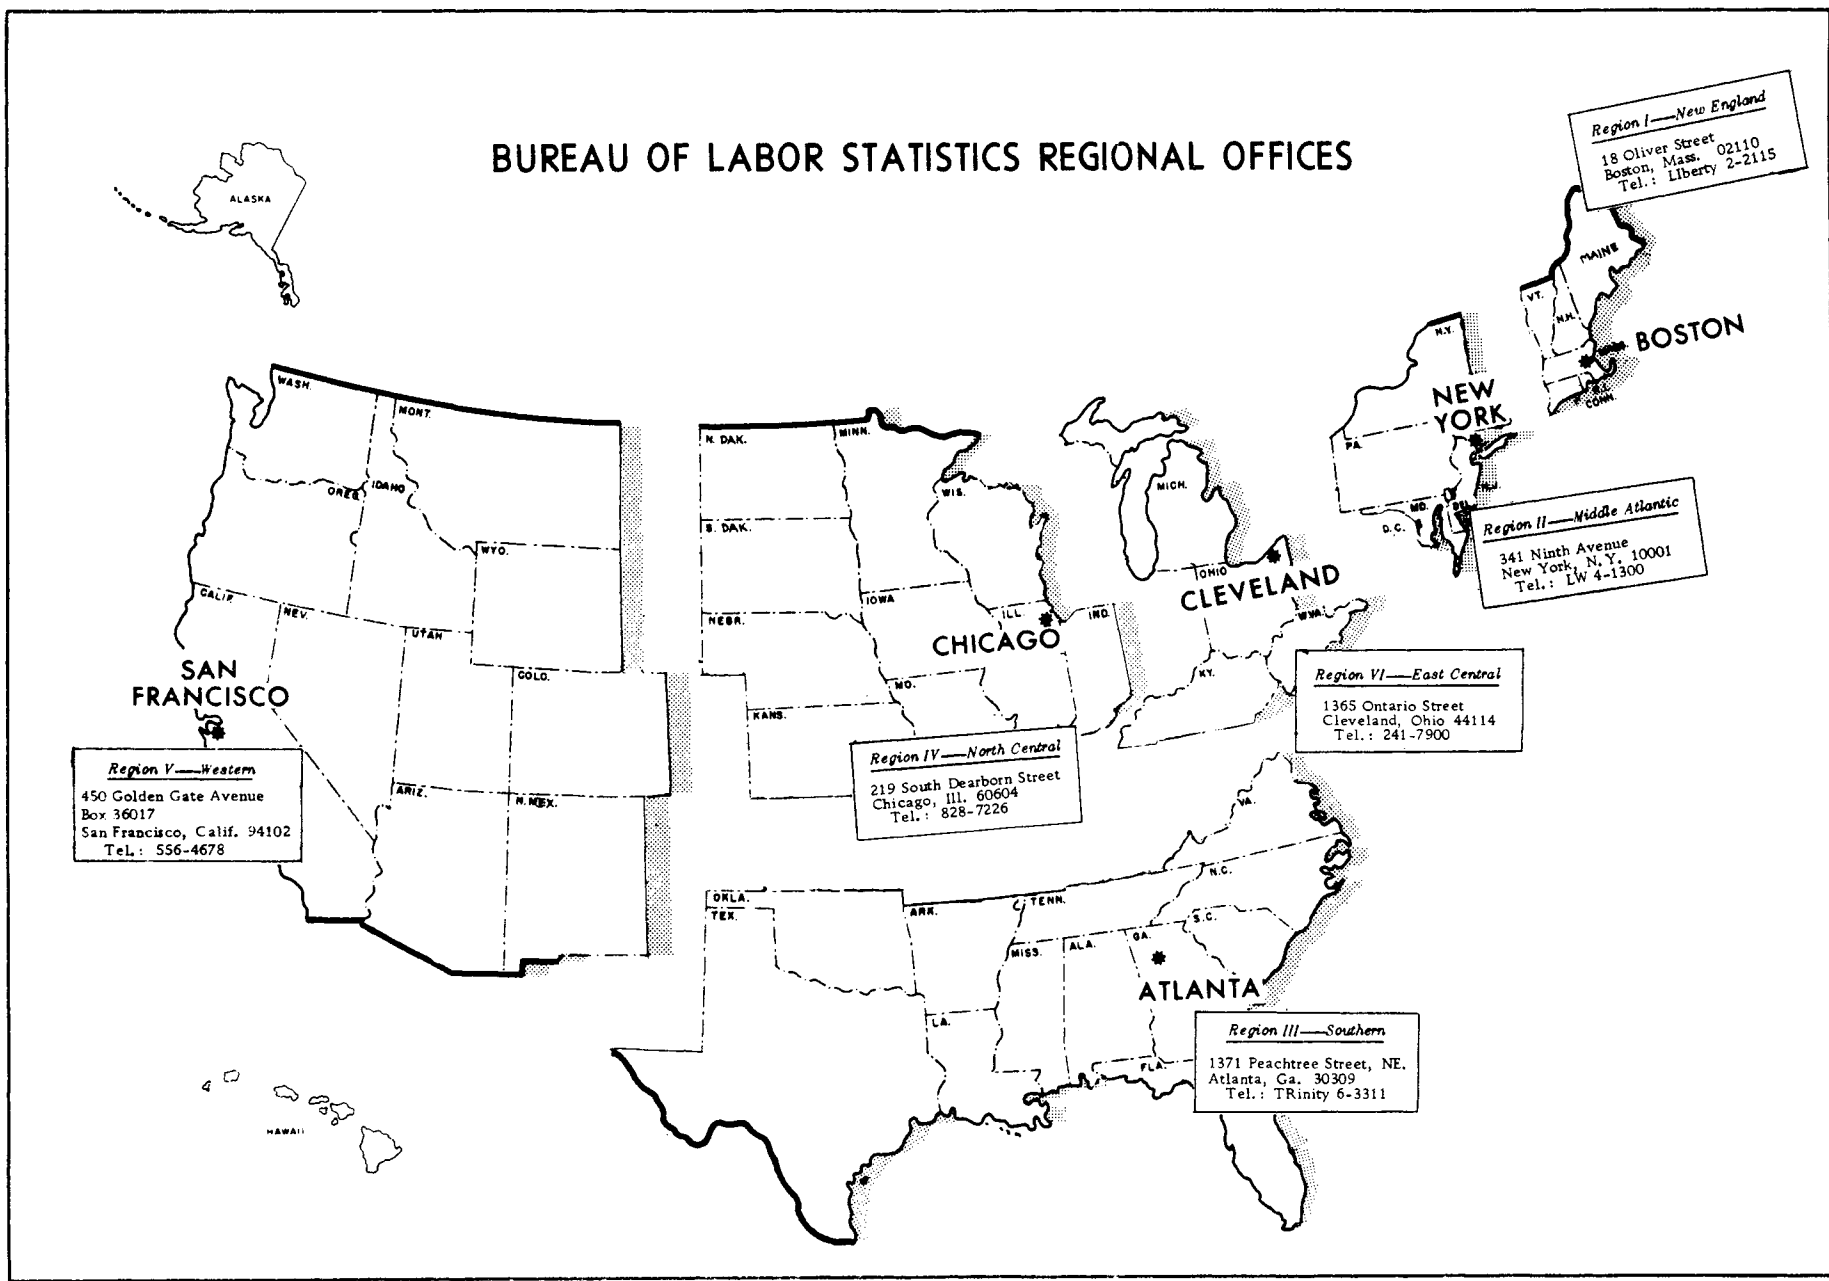 BUREAU OF LABOR STATISTICS REGIONAL OFFICES
Region I—New England
18 Oliver Street
Boston, Mass. 02110
Tel.: LIberty 2-2115
ALASKA
MAINE
VT.
N.H.
BOSTON
R.I.
CONN.
N.Y.
NEW
YORK
PA.
N.J.
MD.
DEL.
D.C.
Region II—Middle Atlantic
341 Ninth Avenue
New York, N.Y. 10001
Tel.: LW 4-1300
WASH.
MONT.
OREG.
IDAHO
WYO.
CALIF.
NEV.
UTAH
COLO.
ARIZ.
N. MEX.
SAN
FRANCISCO
Region V—Western
450 Golden Gate Avenue
Box 36017
San Francisco, Calif. 94102
Tel.: 556-4678
N. DAK.
MINN.
S. DAK.
WIS.
IOWA
NEBR.
ILL.
IND.
CHICAGO
MO.
KANS.
Region IV—North Central
219 South Dearborn Street
Chicago, Ill. 60604
Tel.: 828-7226
MICH.
OHIO
CLEVELAND
W.VA.
KY.
Region VI—East Central
1365 Ontario Street
Cleveland, Ohio 44114
Tel.: 241-7900
VA.
N.C.
OKLA.
TEX.
ARK.
TENN.
S.C.
MISS.
ALA.
GA.
ATLANTA
LA.
FLA.
Region III—Southern
1371 Peachtree Street, NE.
Atlanta, Ga. 30309
Tel.: TRinity 6-3311
HAWAII